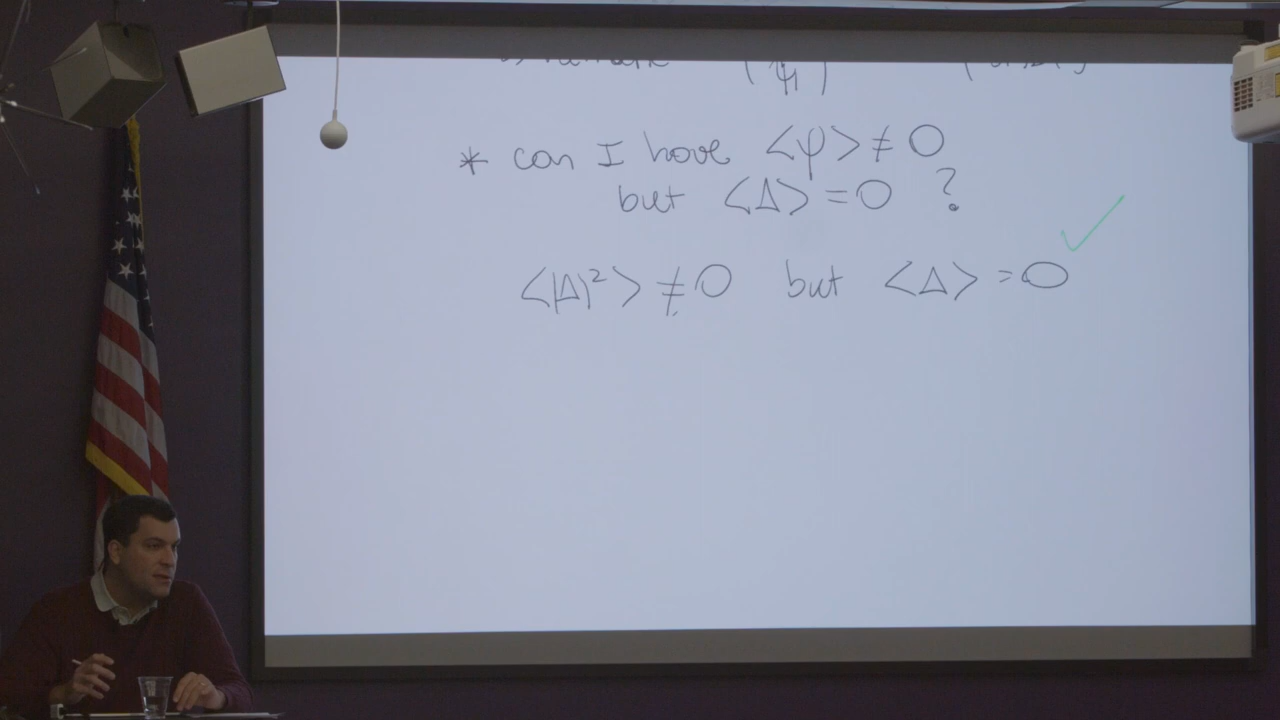 * can I have <ψ> ≠ 0
but <Δ> = 0 ?
<|Δ|²> ≠ 0 but <Δ> = 0